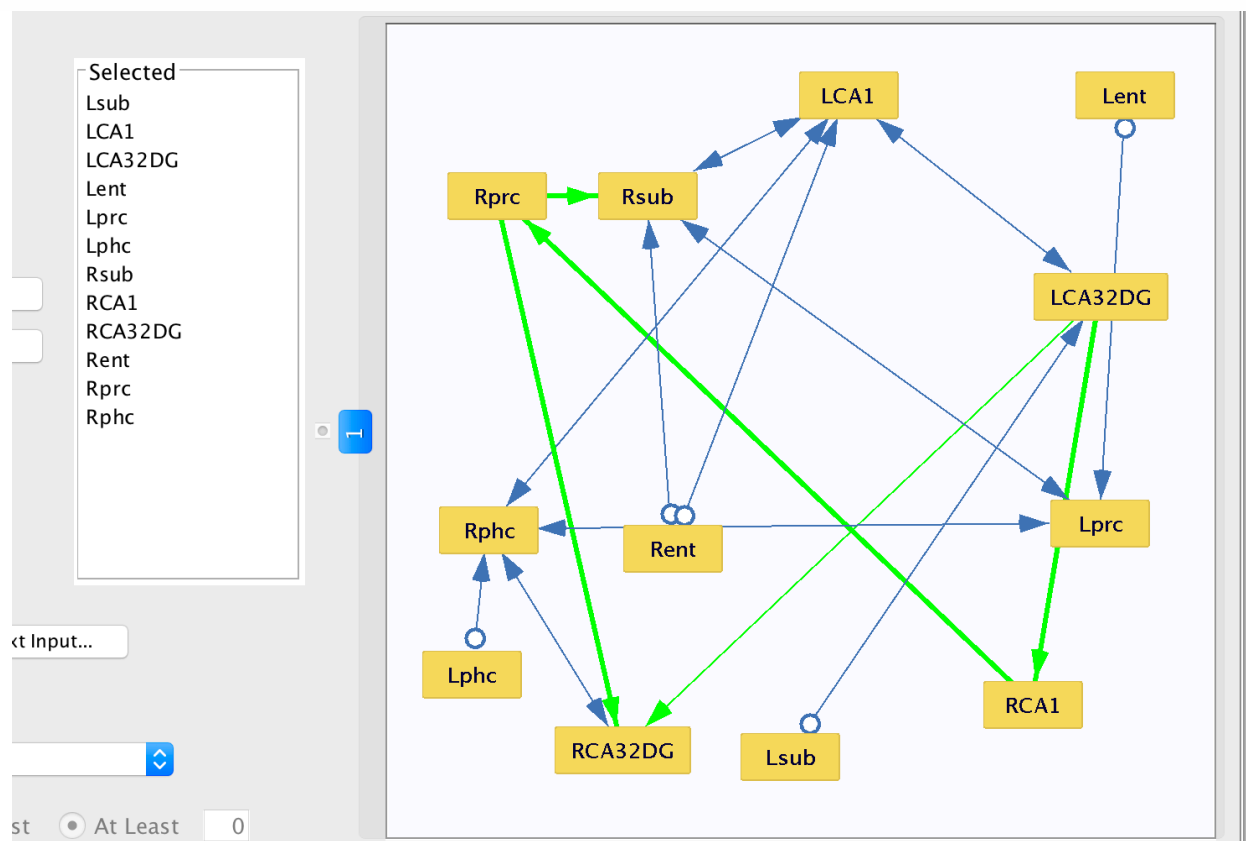 Selected
Lsub
LCA1
LCA32DG
Lent
Lprc
Lphc
Rsub
RCA1
RCA32DG
Rent
Rprc
Rphc
1
Input...
st
At Least
0
LCA1
Lent
Rprc
Rsub
LCA32DG
Rphc
Rent
Lprc
Lphc
RCA1
RCA32DG
Lsub